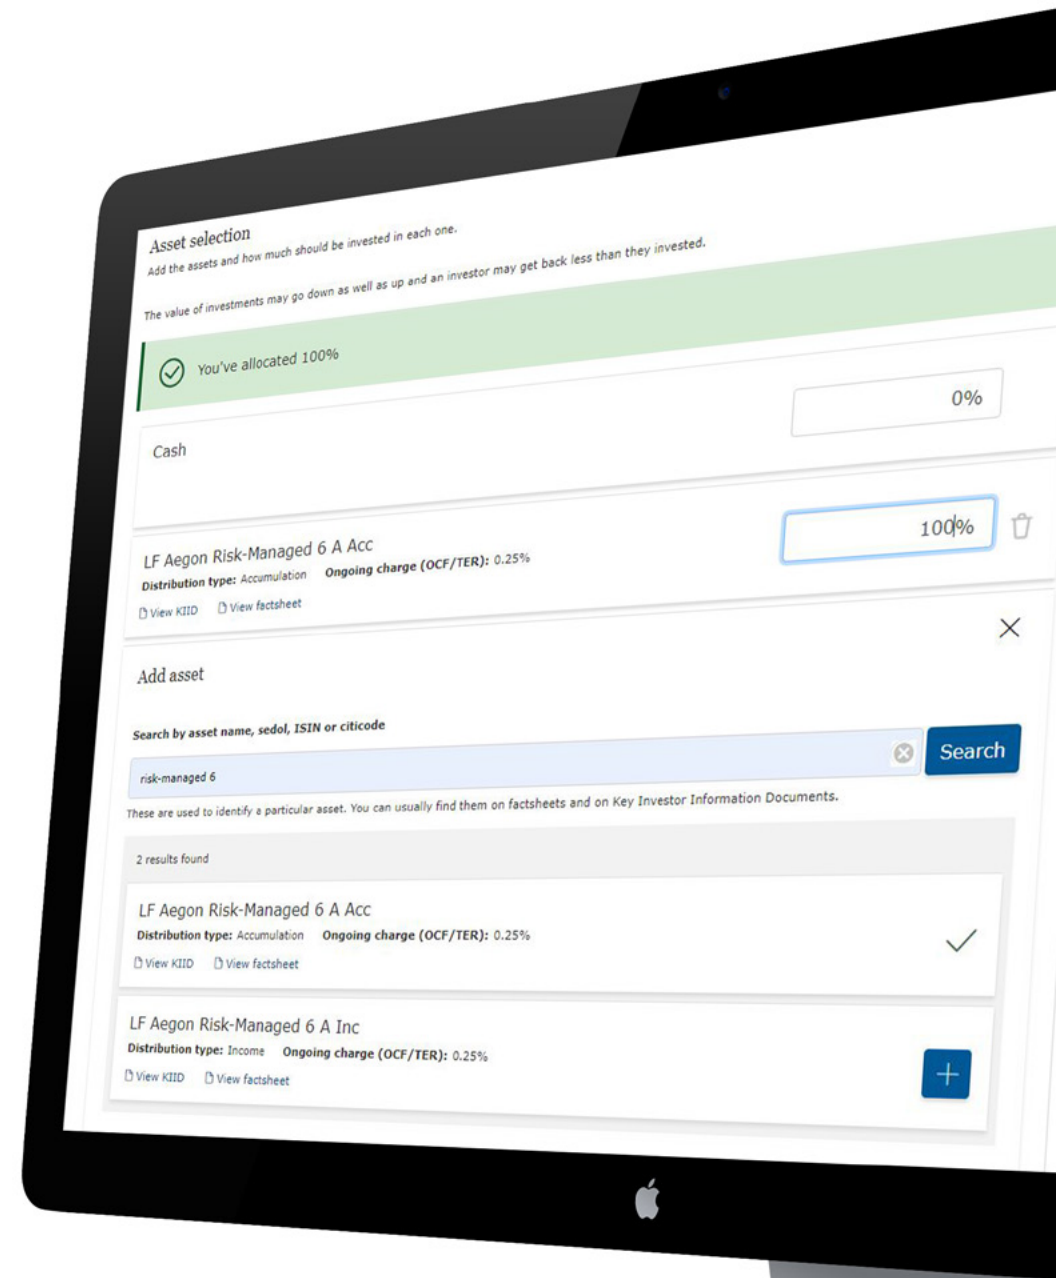 Asset selection
Add the assets and how much should be invested in each one.
The value of investments may go down as well as up and an investor may get back less than they invested.
You've allocated 100%
Cash
0%
LF Aegon Risk-Managed 6 A Acc
100%
Distribution type: Accumulation Ongoing charge (OCF/TER): 0.25%
View KIID View factsheet
Add asset
Search by asset name, sedol, ISIN or citicode
risk-managed 6
Search
These are used to identify a particular asset. You can usually find them on factsheets and on Key Investor Information Documents.
2 results found
LF Aegon Risk-Managed 6 A Acc
Distribution type: Accumulation Ongoing charge (OCF/TER): 0.25%
View KIID View factsheet
LF Aegon Risk-Managed 6 A Inc
Distribution type: Income Ongoing charge (OCF/TER): 0.25%
View KIID View factsheet